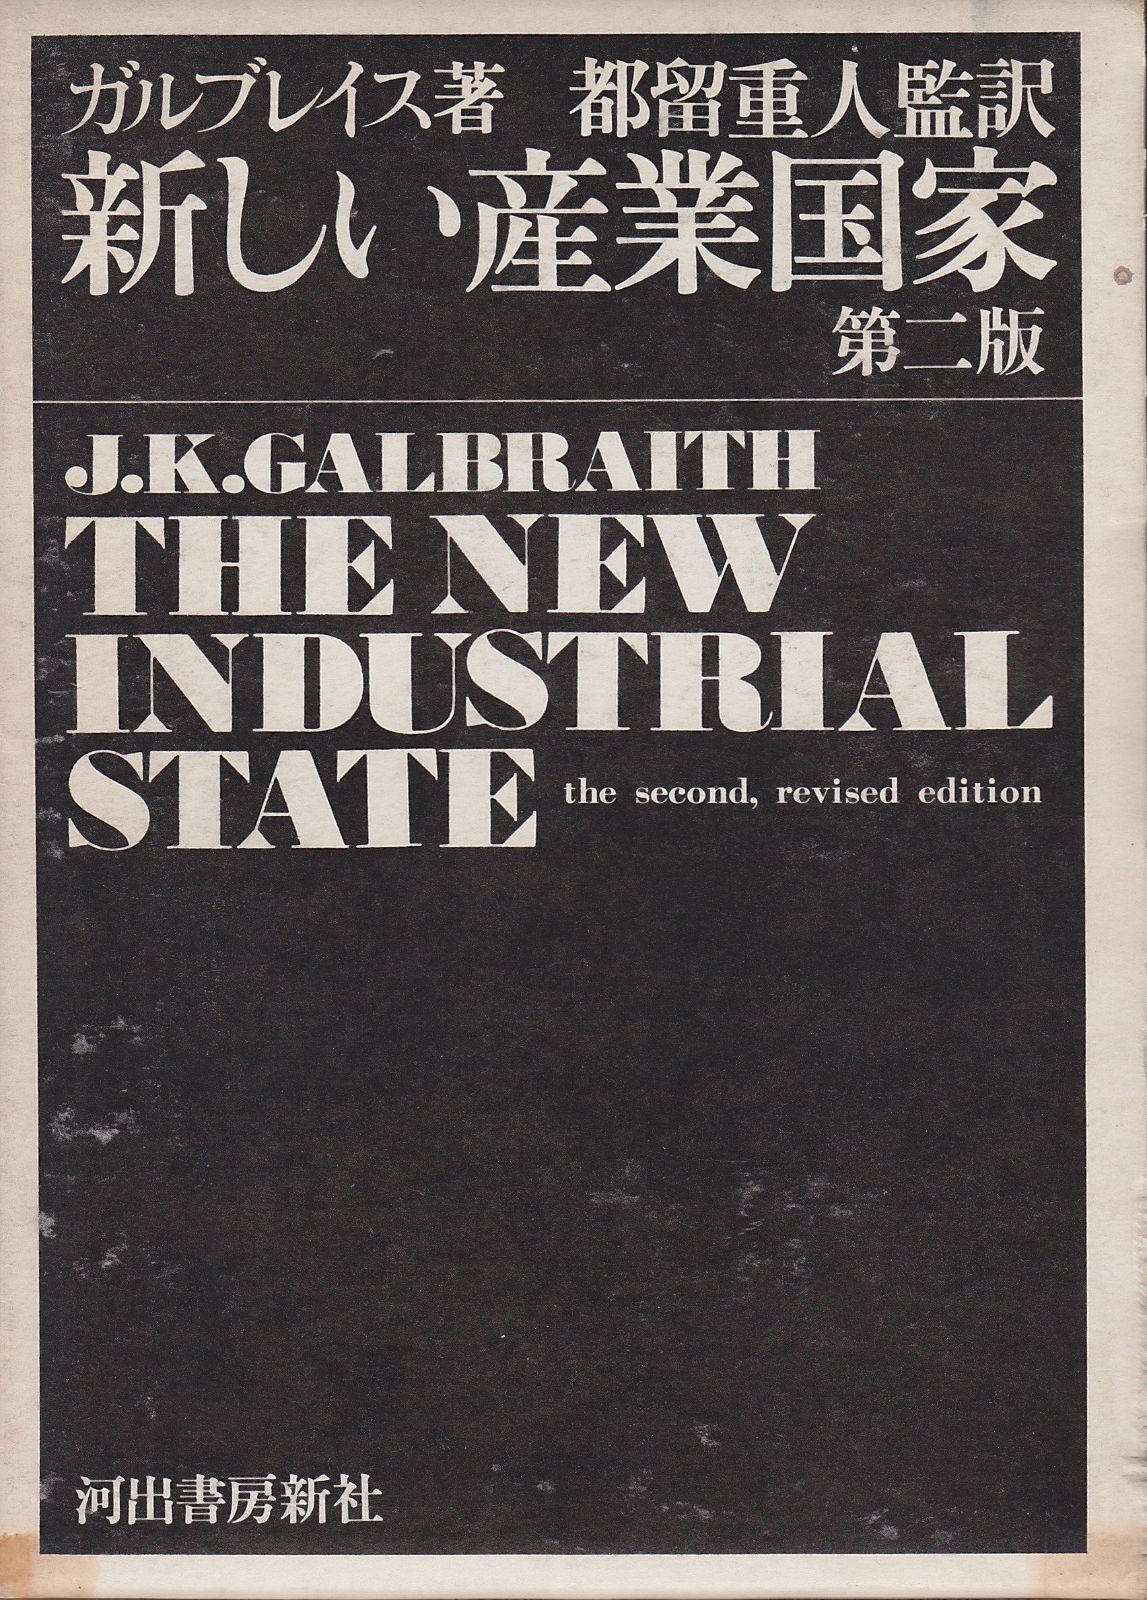 ガルブレイス著 都留重人監訳
新しい産業国家
第二版
J.K.GALBRAITH
THE NEW
INDUSTRIAL
STATE the second, revised edition
河出書房新社